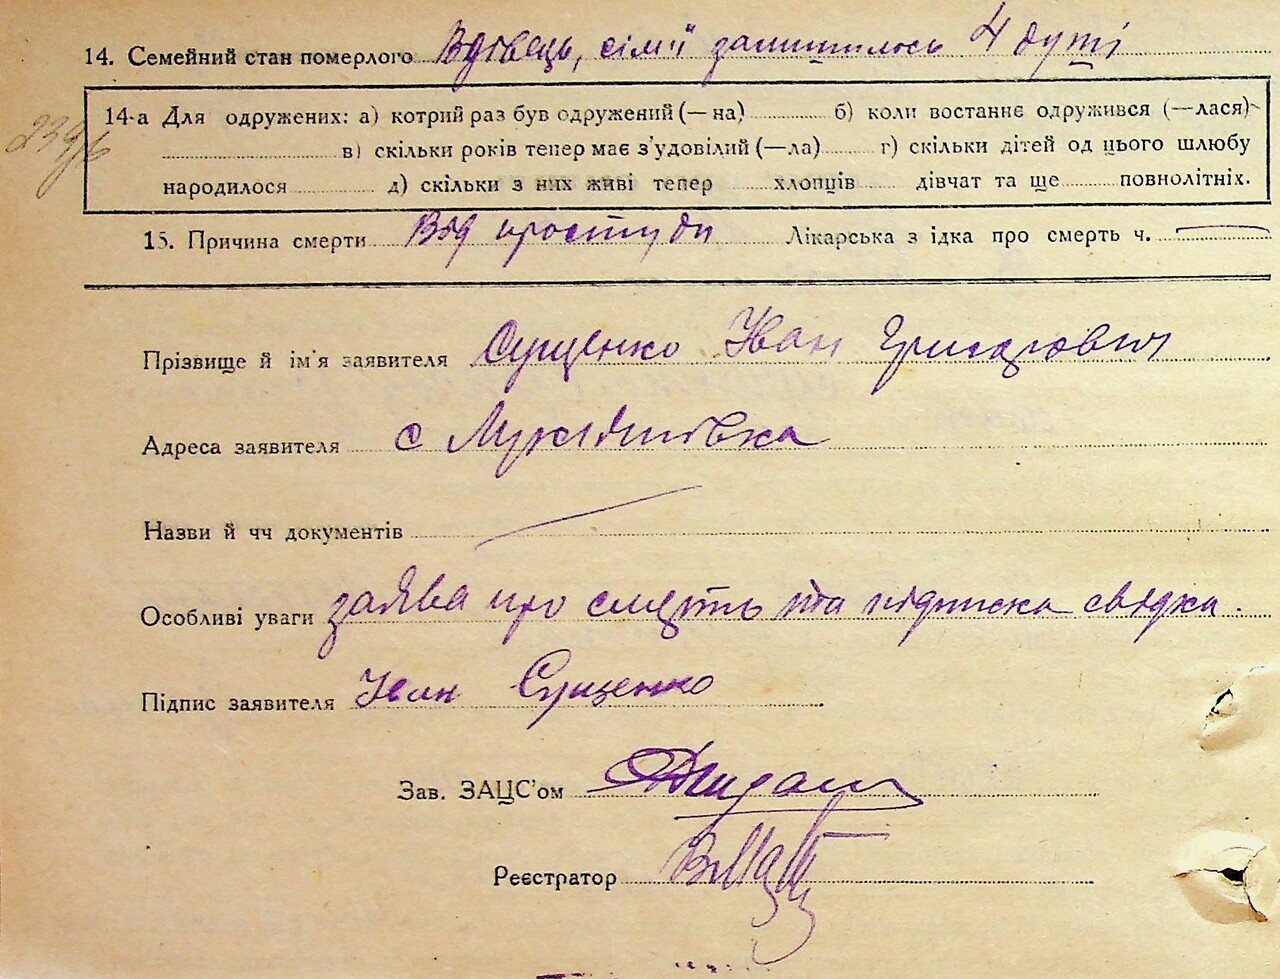 14. Семейний стан померлого Вдівець, сім'ї залишилось 4 душі
14-а Для одружених: а) котрий раз був одружений (—на) б) коли востаннє одружився (—лася)
в) скільки років тепер має з'удовілий (—ла) г) скільки дітей од цього шлюбу
народилося д) скільки з них живі тепер хлопців дівчат та ще повнолітніх.
15. Причина смерти Від простуди Лікарська з ідка про смерть ч. —
Прізвище й ім'я заявителя Сущенко Іван Григорович
Адреса заявителя с Лукашівка
Назви й чч документів
Особливі уваги заява про смерть та підписка свідка.
Підпис заявителя Іван Сущенко
Зав. ЗАЦС'ом
Реєстратор